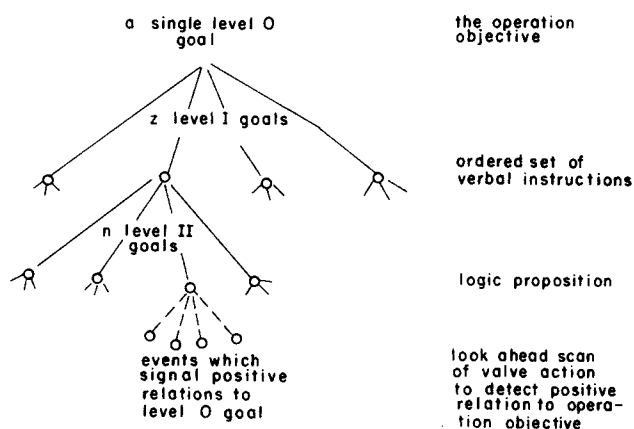 a single level O
goal
the operation
objective
z level I goals
ordered set of
verbal instructions
n level II
goals
logic proposition
events which
signal positive
relations to
level O goal
look ahead scan
of valve action
to detect positive
relation to opera-
tion objective